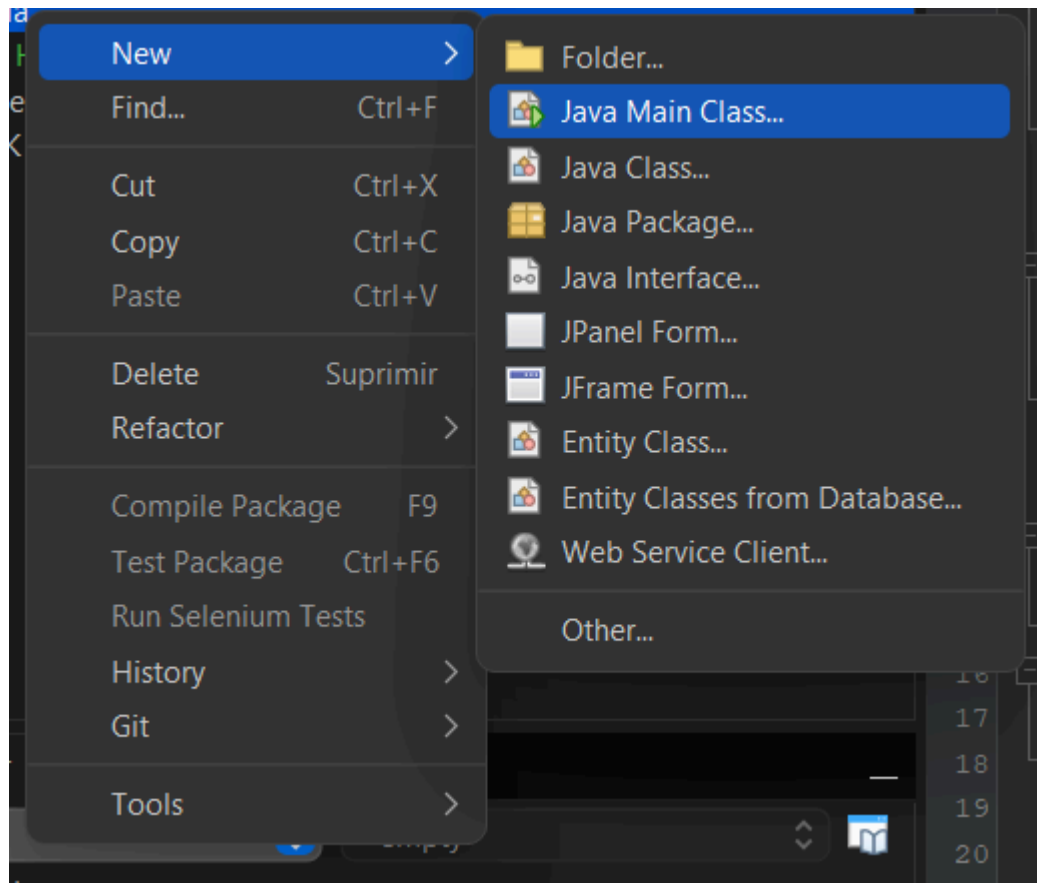 New
Find... Ctrl+F
Cut Ctrl+X
Copy Ctrl+C
Paste Ctrl+V
Delete Suprimir
Refactor
Compile Package F9
Test Package Ctrl+F6
Run Selenium Tests
History
Git
Tools
Folder...
Java Main Class...
Java Class...
Java Package...
Java Interface...
JPanel Form...
JFrame Form...
Entity Class...
Entity Classes from Database...
Web Service Client...
Other...
17
18
19
20